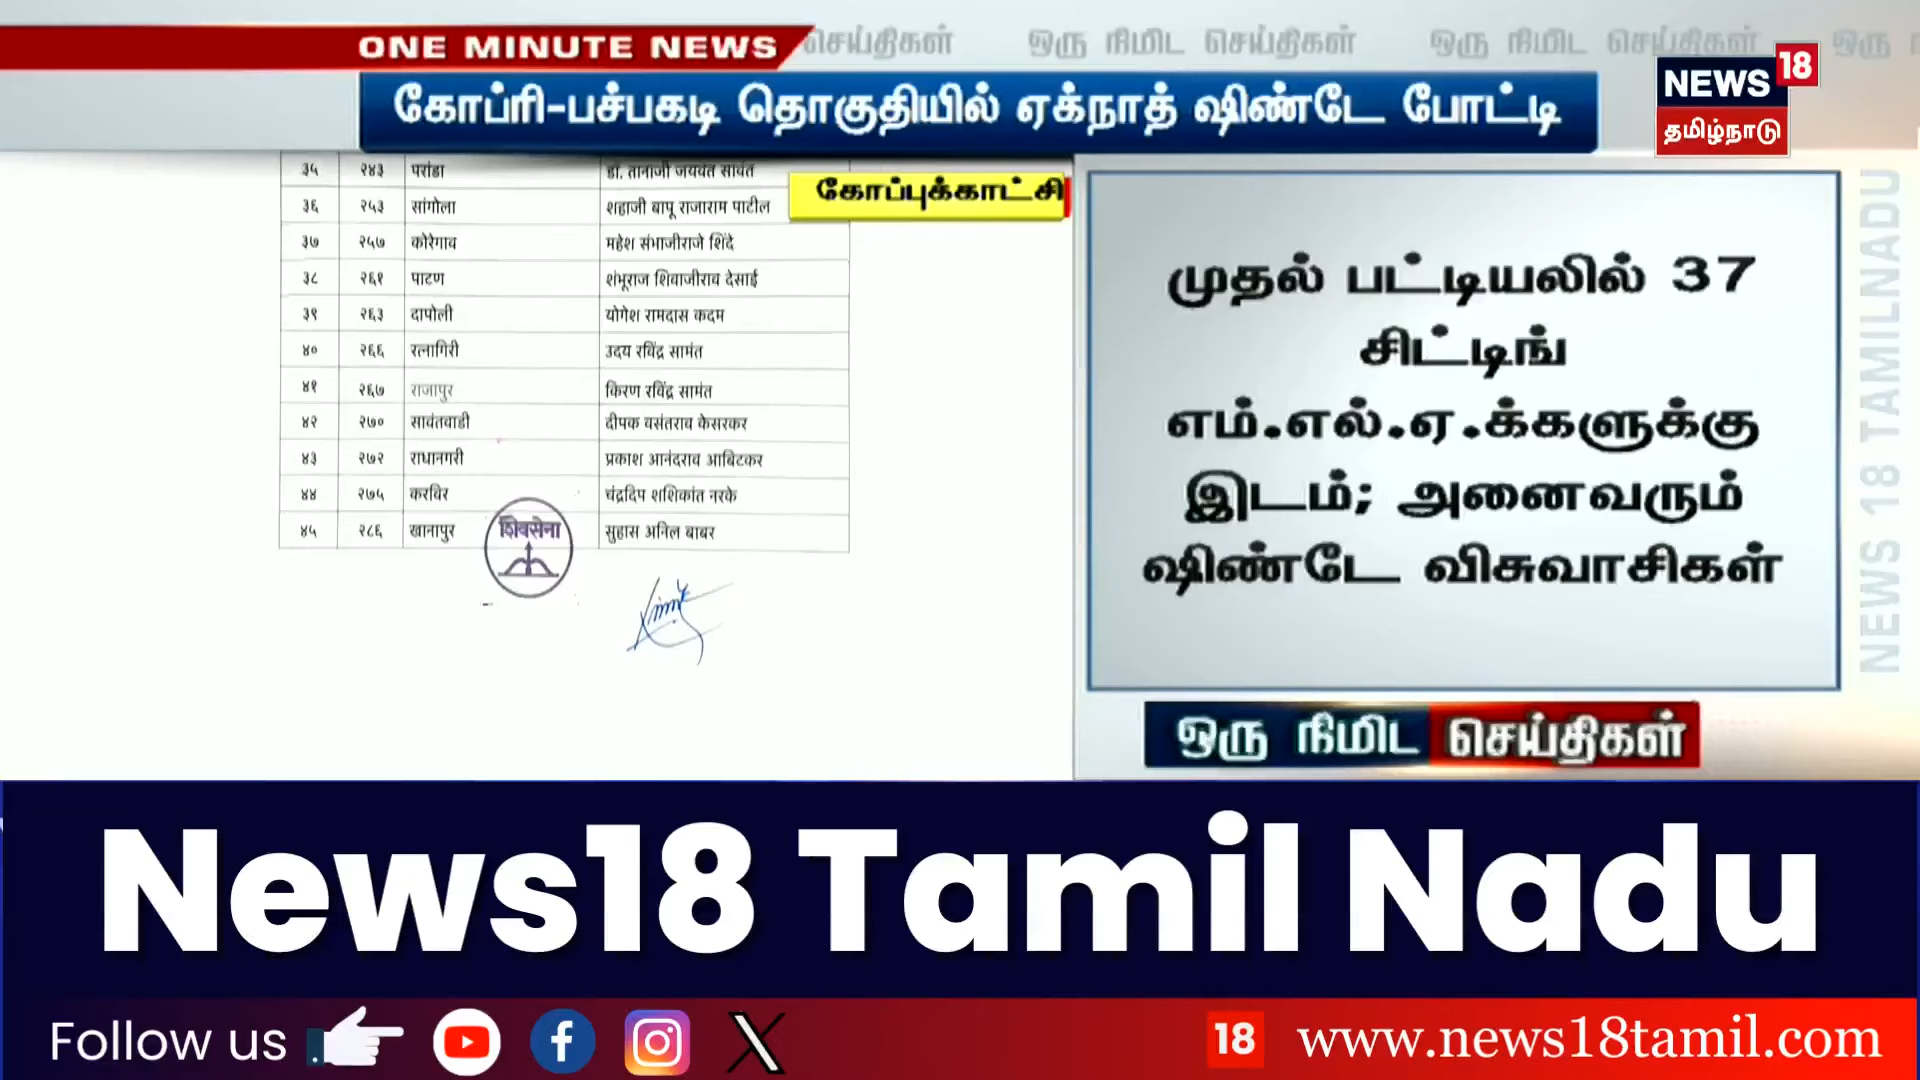 ONE MINUTE NEWS
செய்திகள் ஒரு நிமிட செய்திகள் ஒரு நிமிட செய்திகள் ஒரு
NEWS 18
தமிழ்நாடு
கோப்ரி-பச்பகடி தொகுதியில் ஏக்நாத் ஷிண்டே போட்டி
கோப்புக்காட்சி
३५ २४३ परांडा डॉ. तानाजी जयवंत सावंत
३६ २५३ सांगोला शहाजी बापू राजाराम पाटील
३७ २५७ कोरेगाव महेश संभाजीराजे शिंदे
३८ २६१ पाटण शंभूराज शिवाजीराव देसाई
३९ २६३ दापोली योगेश रामदास कदम
४० २६६ रत्नागिरी उदय रविंद्र सामंत
४१ २६७ राजापुर किरण रविंद्र सामंत
४२ २७० सावंतवाडी दीपक वसंतराव केसरकर
४३ २७२ राधानगरी प्रकाश आनंदराव आबिटकर
४४ २७५ करविर चंद्रदिप शशिकांत नरके
४५ २८६ खानापुर सुहास अनिल बाबर
शिवसेना
முதல் பட்டியலில் 37
சிட்டிங்
எம்.எல்.ஏ.க்களுக்கு
இடம்; அனைவரும்
ஷிண்டே விசுவாசிகள்
ஒரு நிமிட செய்திகள்
NEWS 18 TAMILNADU
News18 Tamil Nadu
Follow us
18 www.news18tamil.com